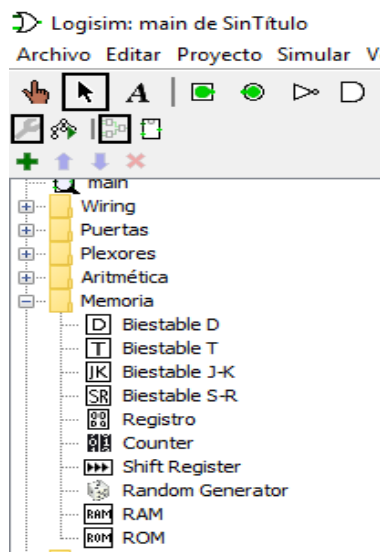 Logisim: main de SinTítulo
Archivo Editar Proyecto Simular V
A
main
Wiring
Puertas
Plexores
Aritmética
Memoria
D Biestable D
T Biestable T
JK Biestable J-K
SR Biestable S-R
Registro
Counter
Shift Register
Random Generator
RAM RAM
ROM ROM